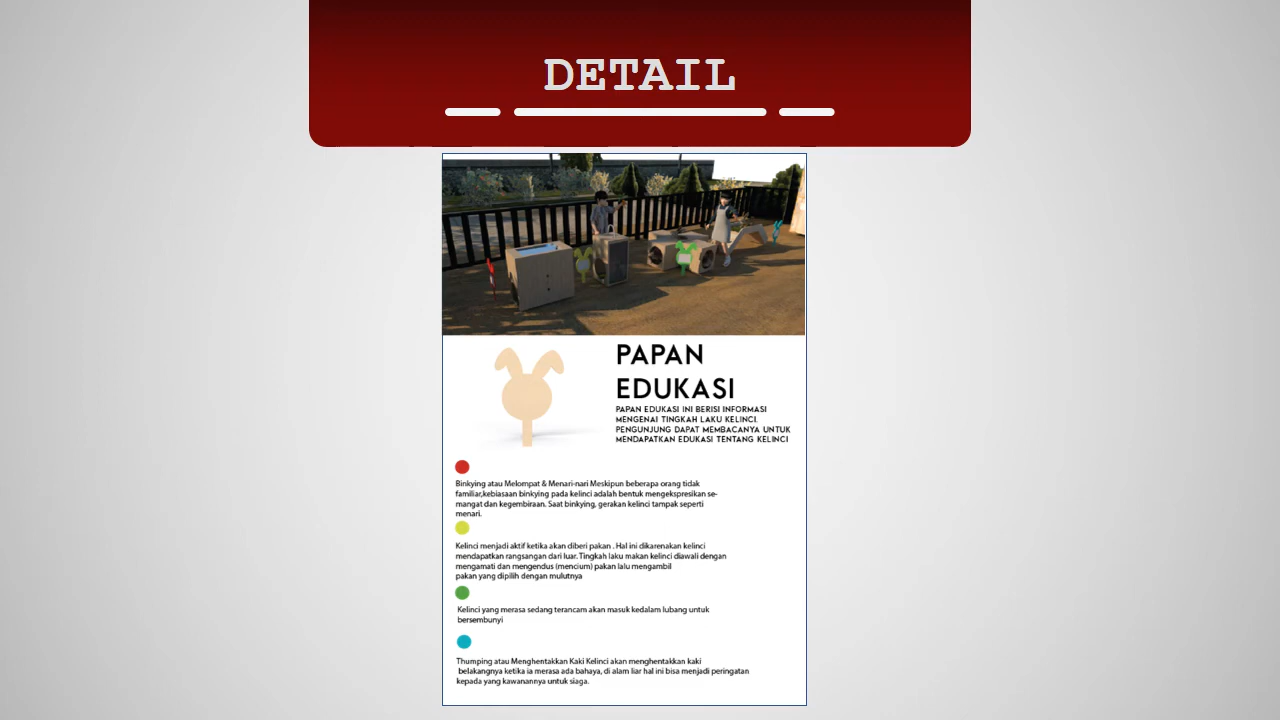 DETAIL
PAPAN
EDUKASI
PAPAN EDUKASI INI BERISI INFORMASI
MENGENAI TINGKAH LAKU KELINCI.
PENGUNJUNG DAPAT MEMBACANYA UNTUK
MENDAPATKAN EDUKASI TENTANG KELINCI
Binkying atau Melompat & Menari-nari Meskipun beberapa orang tidak
familiar,kebiasaan binkying pada kelinci adalah bentuk mengekspresikan se-
mangat dan kegembiraan. Saat binkying, gerakan kelinci tampak seperti
menari.
Kelinci menjadi aktif ketika akan diberi pakan . Hal ini dikarenakan kelinci
mendapatkan rangsangan dari luar. Tingkah laku makan kelinci diawali dengan
mengamati dan mengendus (mencium) pakan lalu mengambil
pakan yang dipilih dengan mulutnya
Kelinci yang merasa sedang terancam akan masuk kedalam lubang untuk
bersembunyi
Thumping atau Menghentakkan Kaki Kelinci akan menghentakkan kaki
belakangnya ketika ia merasa ada bahaya, di alam liar hal ini bisa menjadi peringatan
kepada yang kawanannya untuk siaga.